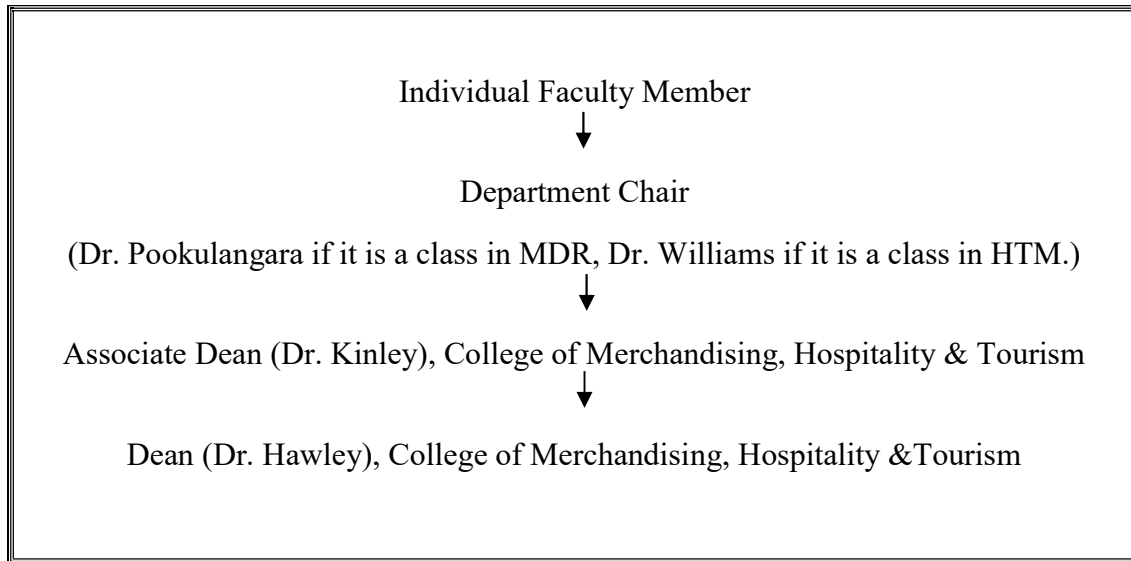 Individual Faculty Member
Department Chair
(Dr. Pookulangara if it is a class in MDR, Dr. Williams if it is a class in HTM.)
Associate Dean (Dr. Kinley), College of Merchandising, Hospitality & Tourism
Dean (Dr. Hawley), College of Merchandising, Hospitality &Tourism